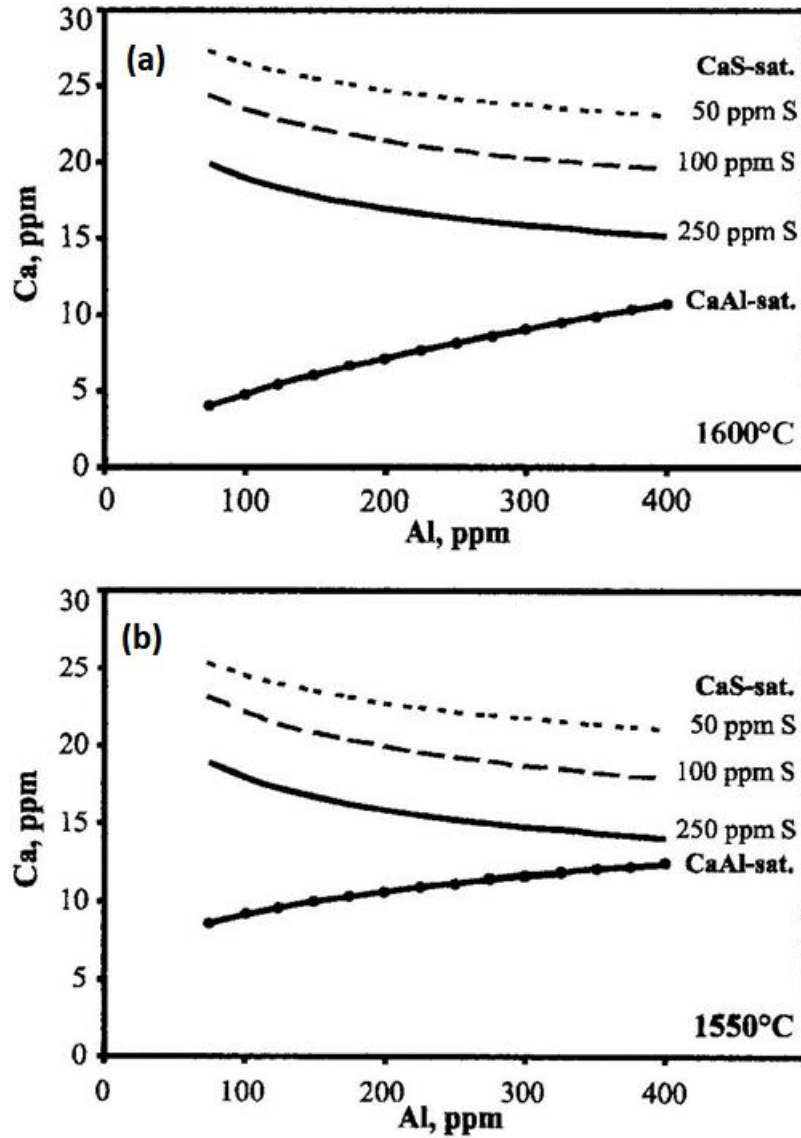 30
(a)
CaS-sat.
25
50 ppm S
20
100 ppm S
Ca, ppm
15
250 ppm S
10
CaAl-sat.
5
1600°C
0
0 100 200 300 400
Al, ppm
30
(b)
25
CaS-sat.
50 ppm S
20
100 ppm S
Ca, ppm
15
250 ppm S
CaAl-sat.
10
5
1550°C
0
0 100 200 300 400
Al, ppm